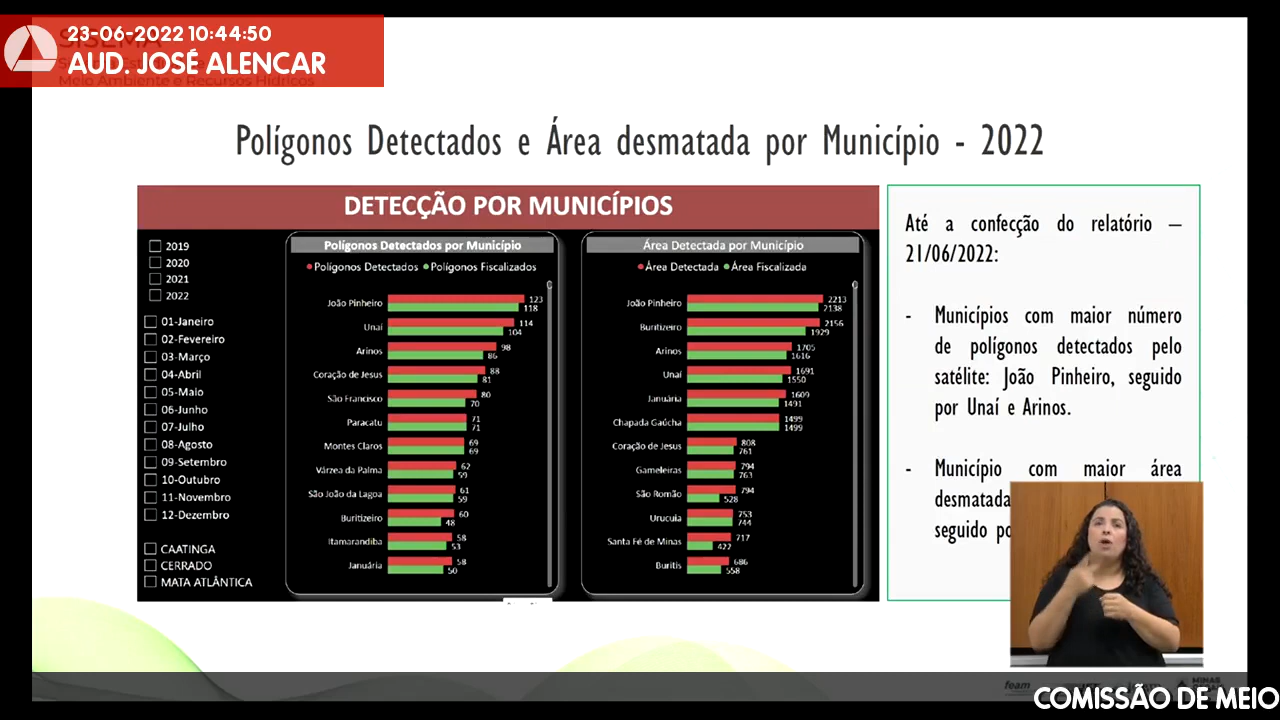 23-06-2022 10:44:50
AUD. JOSÉ ALENCAR
Meio Ambiente e Recursos Hídricos
Polígonos Detectados e Área desmatada por Município - 2022
DETECÇÃO POR MUNICÍPIOS
2019
2020
2021
2022
01-Janeiro
02-Fevereiro
03-Março
04-Abril
05-Maio
06-Junho
07-Julho
08-Agosto
09-Setembro
10-Outubro
11-Novembro
12-Dezembro
CAATINGA
CERRADO
MATA ATLÂNTICA
Polígonos Detectados por Município
Polígonos Detectados Polígonos Fiscalizados
João Pinheiro 123 118
Unaí 114 104
Arinos 98 86
Coração de Jesus 88 81
São Francisco 80 70
Paracatu 71 71
Montes Claros 69 69
Várzea da Palma 62 59
São João da Lagoa 61 59
Buritizeiro 60 48
Itamarandiba 58 53
Januária 58 50
Área Detectada por Município
Área Detectada Área Fiscalizada
João Pinheiro 2213 2138
Buritizeiro 2156 1929
Arinos 1705 1616
Unaí 1691 1550
Januária 1609 1491
Chapada Gaúcha 1499 1499
Coração de Jesus 808 761
Gameleiras 794 763
São Romão 794 528
Urucuia 753 744
Santa Fé de Minas 717 422
Buritis 686 558
Até a confecção do relatório –
21/06/2022:
- Municípios com maior número
de polígonos detectados pelo
satélite: João Pinheiro, seguido
por Unaí e Arinos.
- Município com maior área
desmatada
seguido
feam
MINAS
COMISSÃO DE MEIO